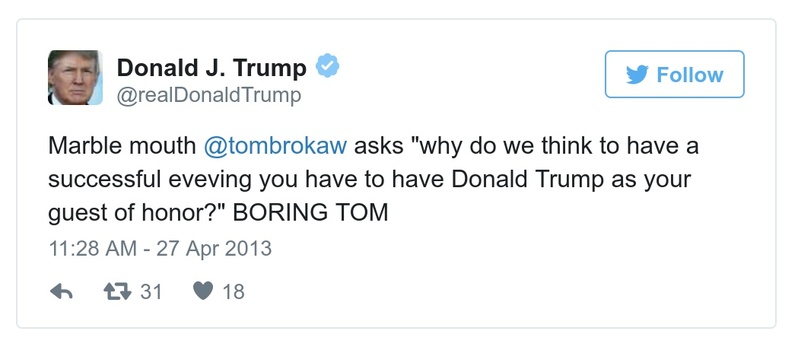 Donald J. Trump
@realDonaldTrump
Follow
Marble mouth @tombrokaw asks "why do we think to have a
successful eveving you have to have Donald Trump as your
guest of honor?" BORING TOM
11:28 AM - 27 Apr 2013
31 18